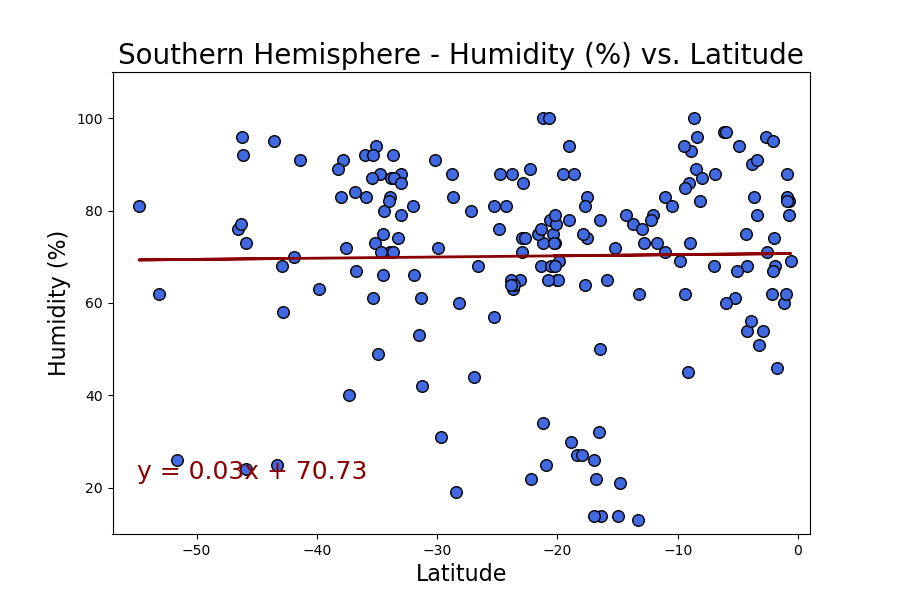 Southern Hemisphere - Humidity (%) vs. Latitude
Humidity (%)
100
80
60
40
20
y = 0.03x + 70.73
−50
−40
−30
−20
−10
0
Latitude